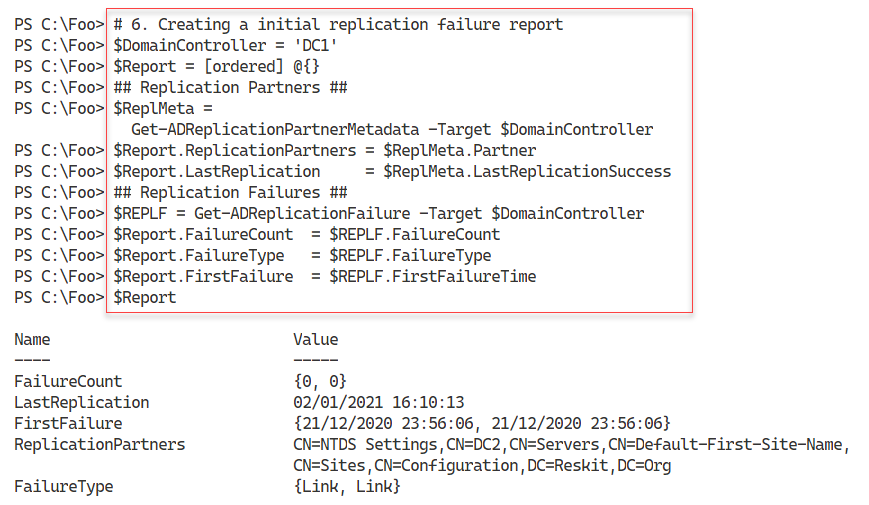 PS C:\Foo> # 6. Creating a initial replication failure report
PS C:\Foo> $DomainController = 'DC1'
PS C:\Foo> $Report = [ordered] @{}
PS C:\Foo> ## Replication Partners ##
PS C:\Foo> $ReplMeta =
Get-ADReplicationPartnerMetadata -Target $DomainController
PS C:\Foo> $Report.ReplicationPartners = $ReplMeta.Partner
PS C:\Foo> $Report.LastReplication     = $ReplMeta.LastReplicationSuccess
PS C:\Foo> ## Replication Failures ##
PS C:\Foo> $REPLF = Get-ADReplicationFailure -Target $DomainController
PS C:\Foo> $Report.FailureCount  = $REPLF.FailureCount
PS C:\Foo> $Report.FailureType   = $REPLF.FailureType
PS C:\Foo> $Report.FirstFailure  = $REPLF.FirstFailureTime
PS C:\Foo> $Report
Name                           Value
----                           -----
FailureCount                   {0, 0}
LastReplication                02/01/2021 16:10:13
FirstFailure                   {21/12/2020 23:56:06, 21/12/2020 23:56:06}
ReplicationPartners            CN=NTDS Settings,CN=DC2,CN=Servers,CN=Default-First-Site-Name,
CN=Sites,CN=Configuration,DC=Reskit,DC=Org
FailureType                    {Link, Link}